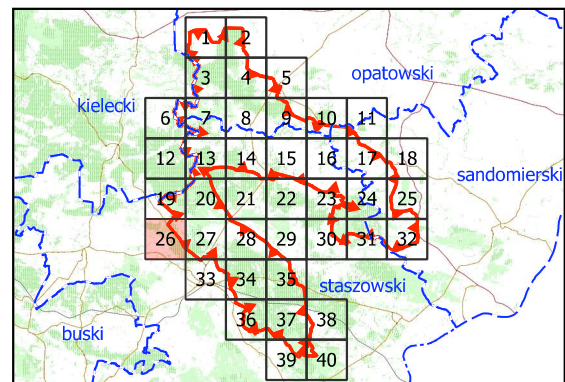 1 2
3 4 5
opatowski
kielecki
6 7 8 9 10 11
12 13 14 15 16 17 18
sandomierski
19 20 21 22 23 24 25
26 27 28 29 30 31 32
33 34 35
staszowski
36 37 38
buski
39 40